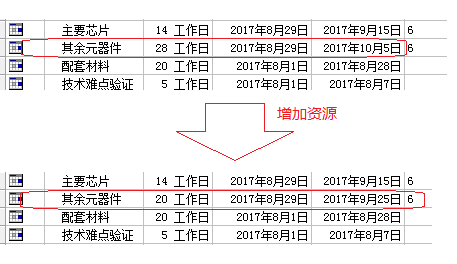 主要芯片 14 工作日 2017年8月29日 2017年9月15日 6
其余元器件 28 工作日 2017年8月29日 2017年10月5日 6
配套材料 20 工作日 2017年8月1日 2017年8月28日
技术难点验证 5 工作日 2017年8月1日 2017年8月7日
增加资源
主要芯片 14 工作日 2017年8月29日 2017年9月15日 6
其余元器件 20 工作日 2017年8月29日 2017年9月25日 6
配套材料 20 工作日 2017年8月1日 2017年8月28日
技术难点验证 5 工作日 2017年8月1日 2017年8月7日